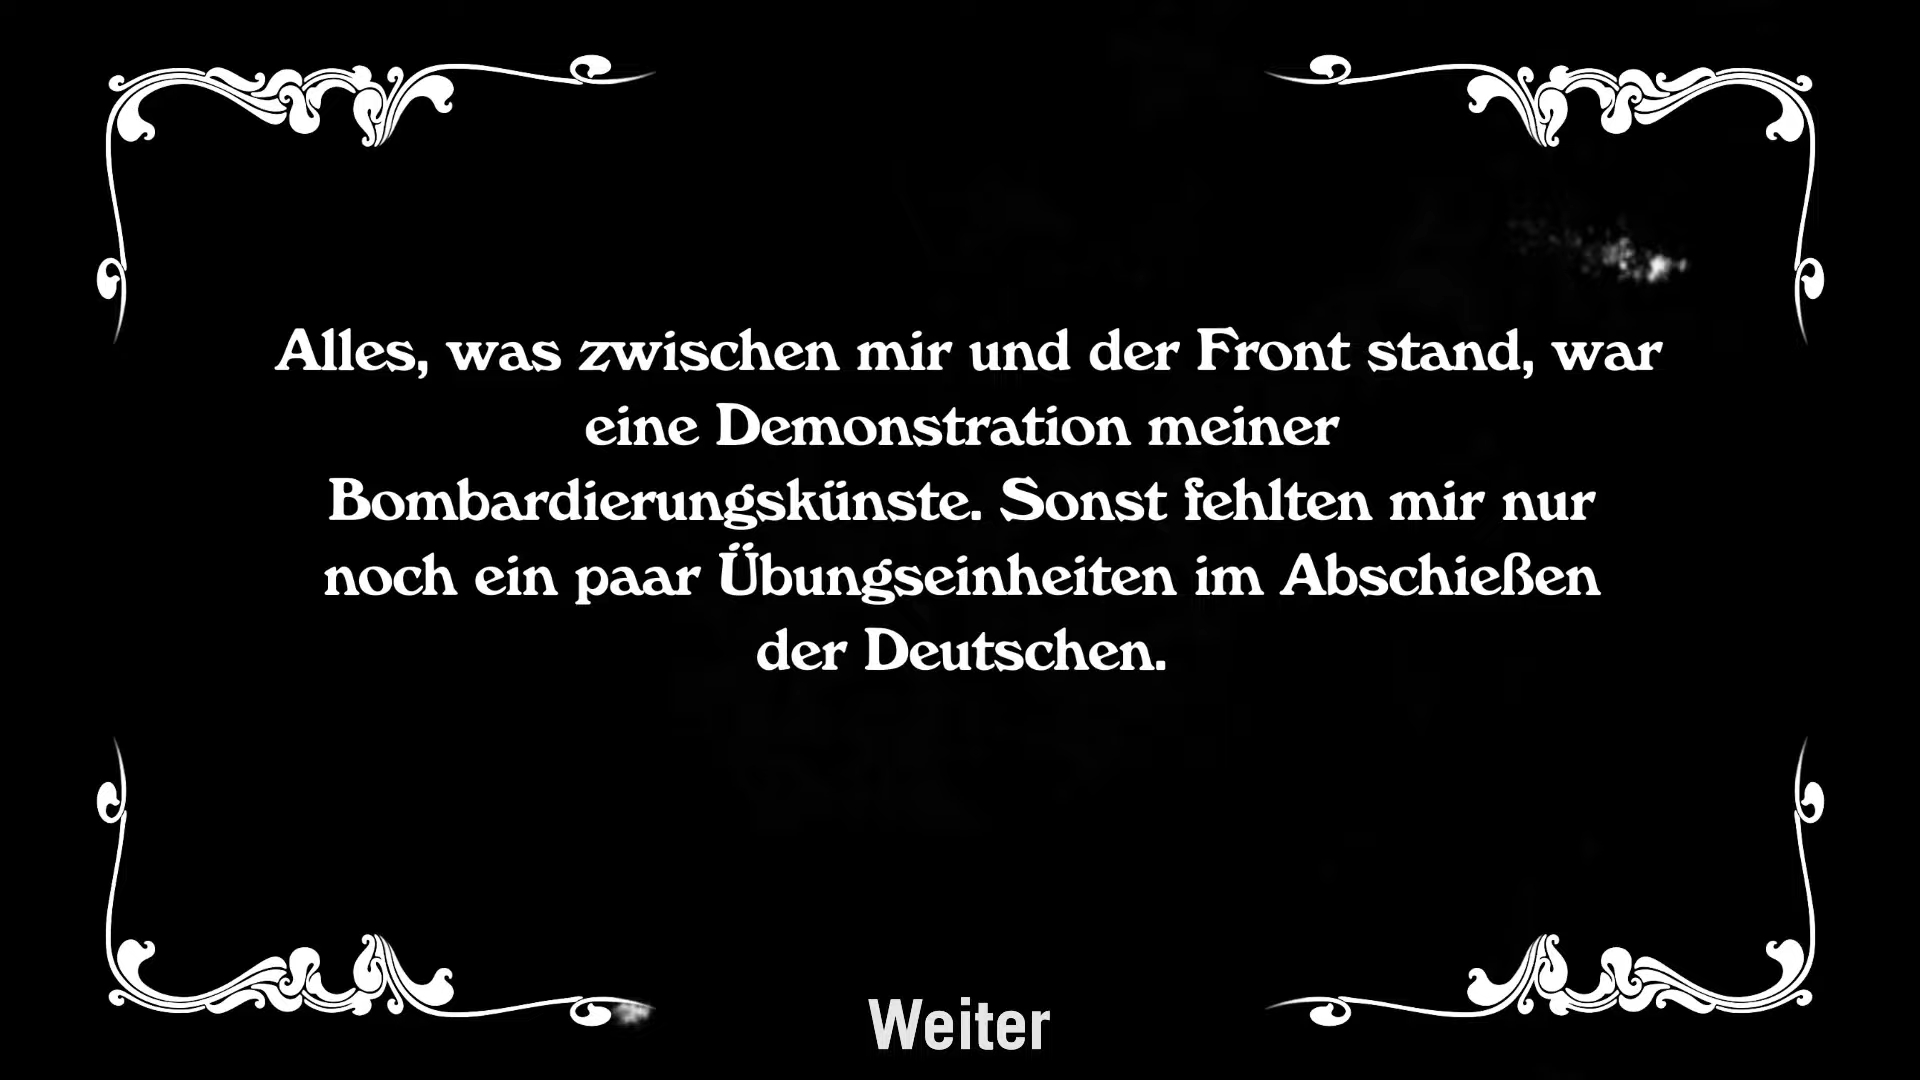 Alles, was zwischen mir und der Front stand, war
eine Demonstration meiner
Bombardierungskünste. Sonst fehlten mir nur
noch ein paar Übungseinheiten im Abschießen
der Deutschen.
Weiter